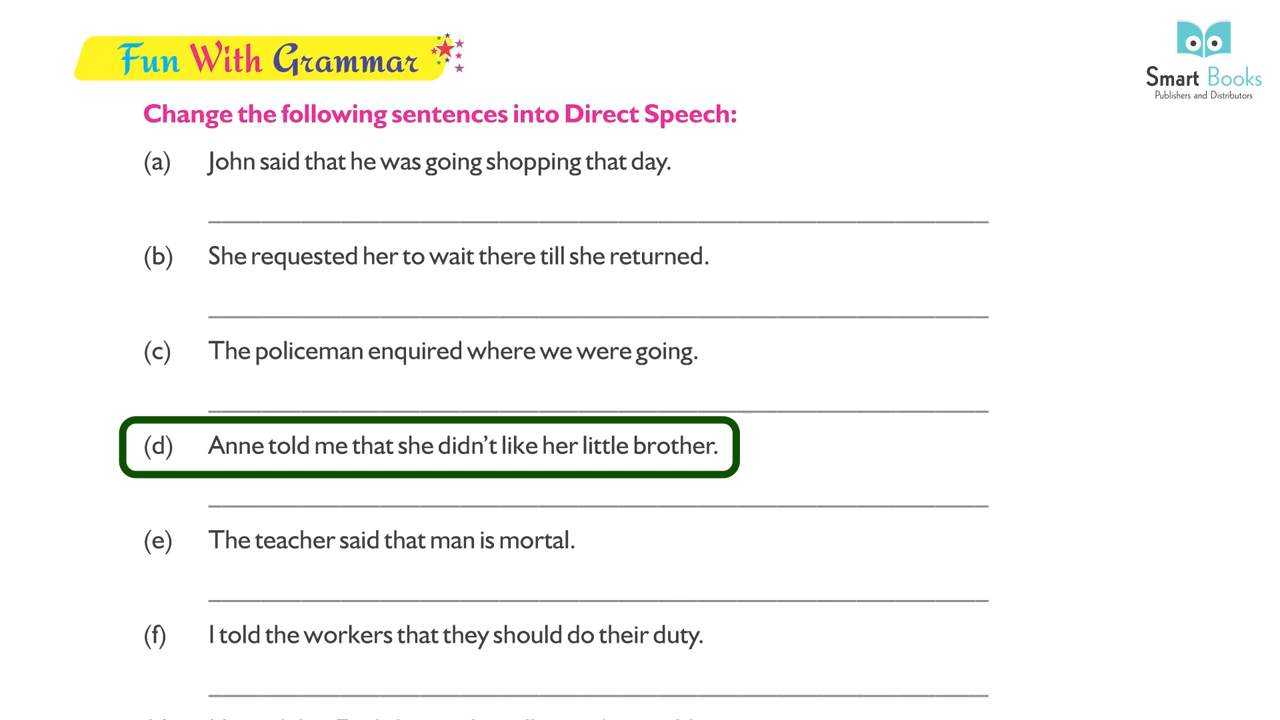 Fun With Grammar
Smart Books
Publishers and Distributors
Change the following sentences into Direct Speech:
(a) John said that he was going shopping that day.
(b) She requested her to wait there till she returned.
(c) The policeman enquired where we were going.
(d) Anne told me that she didn't like her little brother.
(e) The teacher said that man is mortal.
(f) I told the workers that they should do their duty.